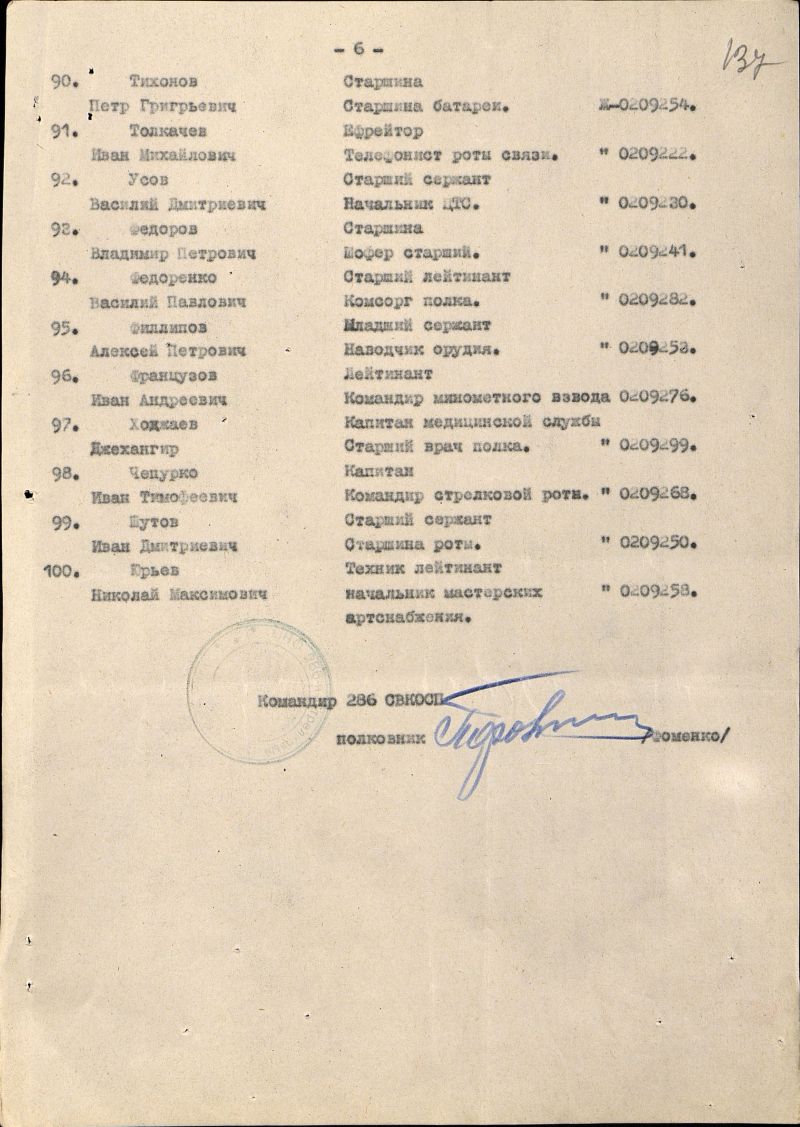 - 6 -
137
90. Тихонов Старшина
Петр Григрьевич Старшина батареи. Ж-0209254.
91. Толкачев Ефрейтор
Иван Михайлович Телефонист роты связи. " 0209222.
92. Усов Старший сержант
Василий Дмитриевич Начальник ЦТС. " 0209230.
93. Федоров Старшина
Владимир Петрович Шофер старший. " 0209241.
94. Федоренко Старший лейтинант
Василий Павлович Комсорг полка. " 0209282.
95. Филлипов Младший сержант
Алексей Петрович Наводчик орудия. " 0209253.
96. Французов Лейтинант
Иван Андреевич Командир минометного взвода 0209276.
97. Ходжаев Капитан медицинской службы
Джехангир Старший врач полка. " 0209299.
98. Чепурко Капитан
Иван Тимофеевич Командир стрелковой роты. " 0209268.
99. Шутов Старший сержант
Иван Дмитриевич Старшина роты. " 0209250.
100. Юрьев Техник лейтинант
Николай Максимович начальник мастерских " 0209258.
артснабжения.
Командир 286 СВКОСП
полковник /Фоменко/